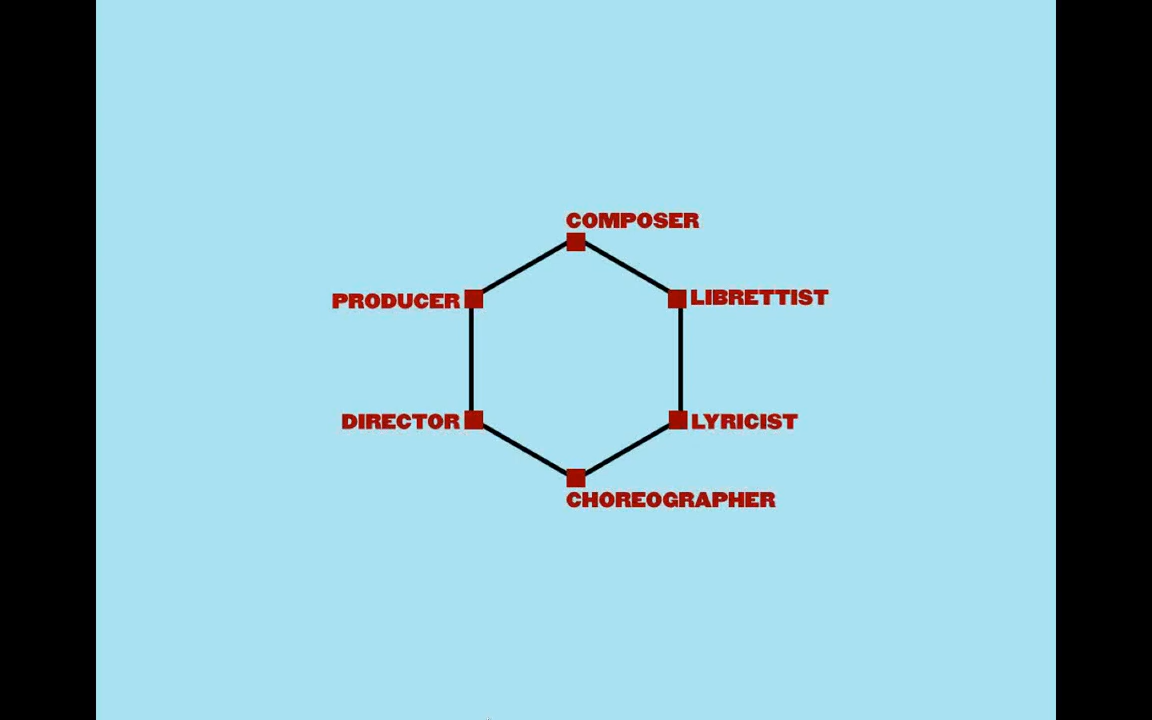 COMPOSER
PRODUCER
LIBRETTIST
DIRECTOR
LYRICIST
CHOREOGRAPHER